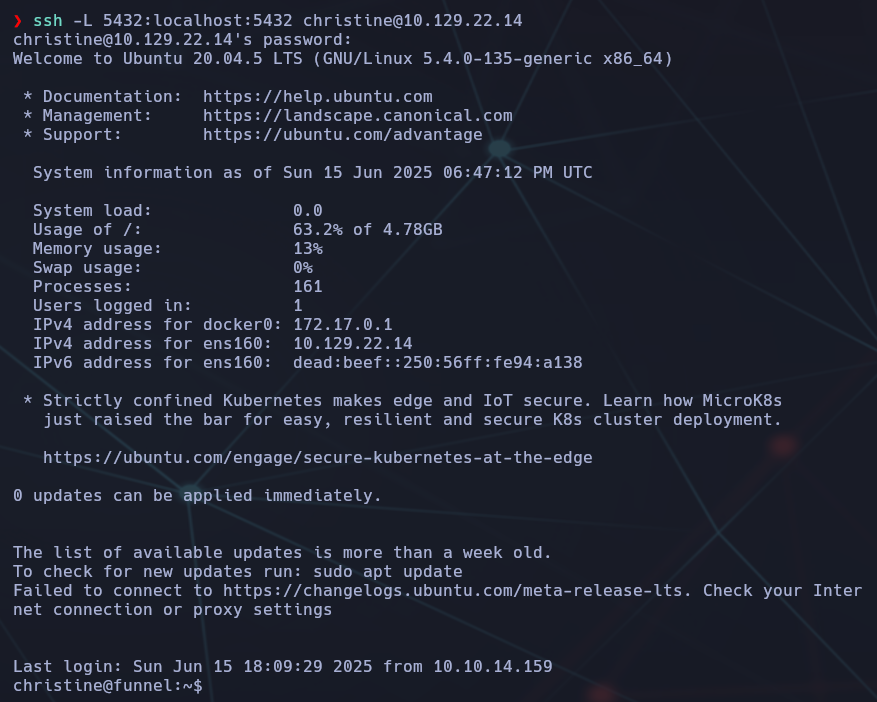 ❯ ssh -L 5432:localhost:5432 christine@10.129.22.14
christine@10.129.22.14's password:
Welcome to Ubuntu 20.04.5 LTS (GNU/Linux 5.4.0-135-generic x86_64)

 * Documentation:  https://help.ubuntu.com
 * Management:     https://landscape.canonical.com
 * Support:        https://ubuntu.com/advantage

  System information as of Sun 15 Jun 2025 06:47:12 PM UTC

  System load:              0.0
  Usage of /:               63.2% of 4.78GB
  Memory usage:             13%
  Swap usage:               0%
  Processes:                161
  Users logged in:          1
  IPv4 address for docker0: 172.17.0.1
  IPv4 address for ens160:  10.129.22.14
  IPv6 address for ens160:  dead:beef::250:56ff:fe94:a138

 * Strictly confined Kubernetes makes edge and IoT secure. Learn how MicroK8s
   just raised the bar for easy, resilient and secure K8s cluster deployment.

   https://ubuntu.com/engage/secure-kubernetes-at-the-edge

0 updates can be applied immediately.


The list of available updates is more than a week old.
To check for new updates run: sudo apt update
Failed to connect to https://changelogs.ubuntu.com/meta-release-lts. Check your Inter
net connection or proxy settings


Last login: Sun Jun 15 18:09:29 2025 from 10.10.14.159
christine@funnel:~$